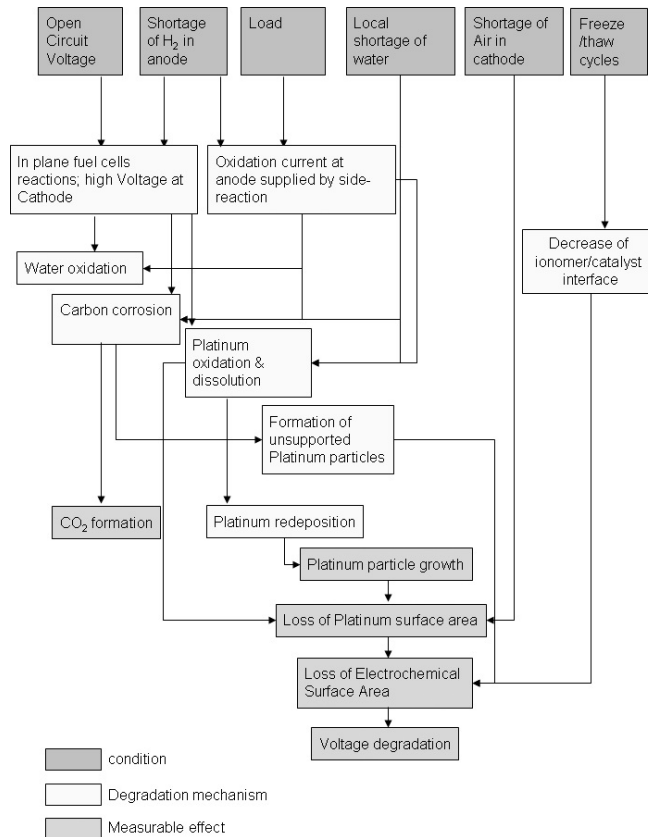 Open
Circuit
Voltage
Shortage
of H₂ in
anode
Load
Local
shortage of
water
Shortage of
Air in
cathode
Freeze
/thaw
cycles
In plane fuel cells
reactions; high Voltage at
Cathode
Oxidation current at
anode supplied by side-
reaction
Water oxidation
Decrease of
ionomer/catalyst
interface
Carbon corrosion
Platinum
oxidation &
dissolution
Formation of
unsupported
Platinum particles
CO₂ formation
Platinum redeposition
Platinum particle growth
Loss of Platinum surface area
Loss of Electrochemical
Surface Area
Voltage degradation
condition
Degradation mechanism
Measurable effect